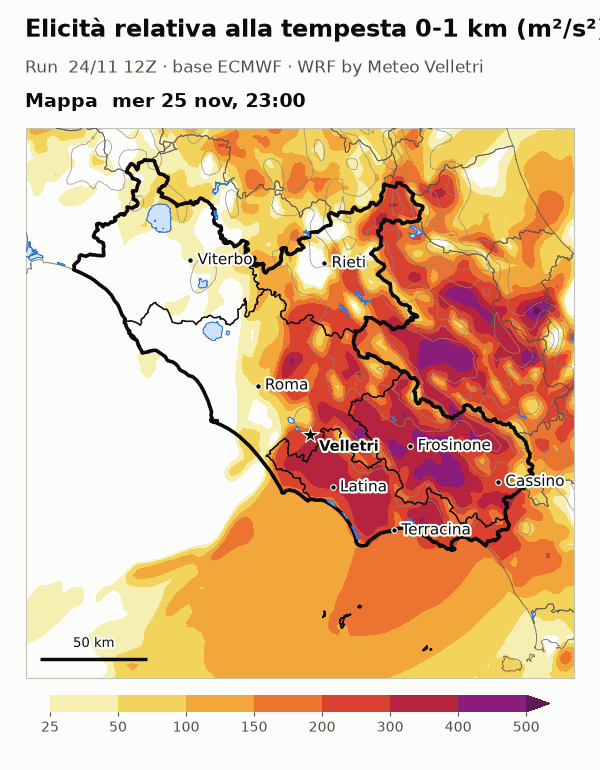 Elicità relativa alla tempesta 0-1 km (m²/s²)
Run  24/11 12Z · base ECMWF · WRF by Meteo Velletri
Mappa  mer 25 nov, 23:00
Viterbo
Rieti
Roma
Velletri
Frosinone
Cassino
Latina
Terracina
50 km
25 50 100 150 200 300 400 500